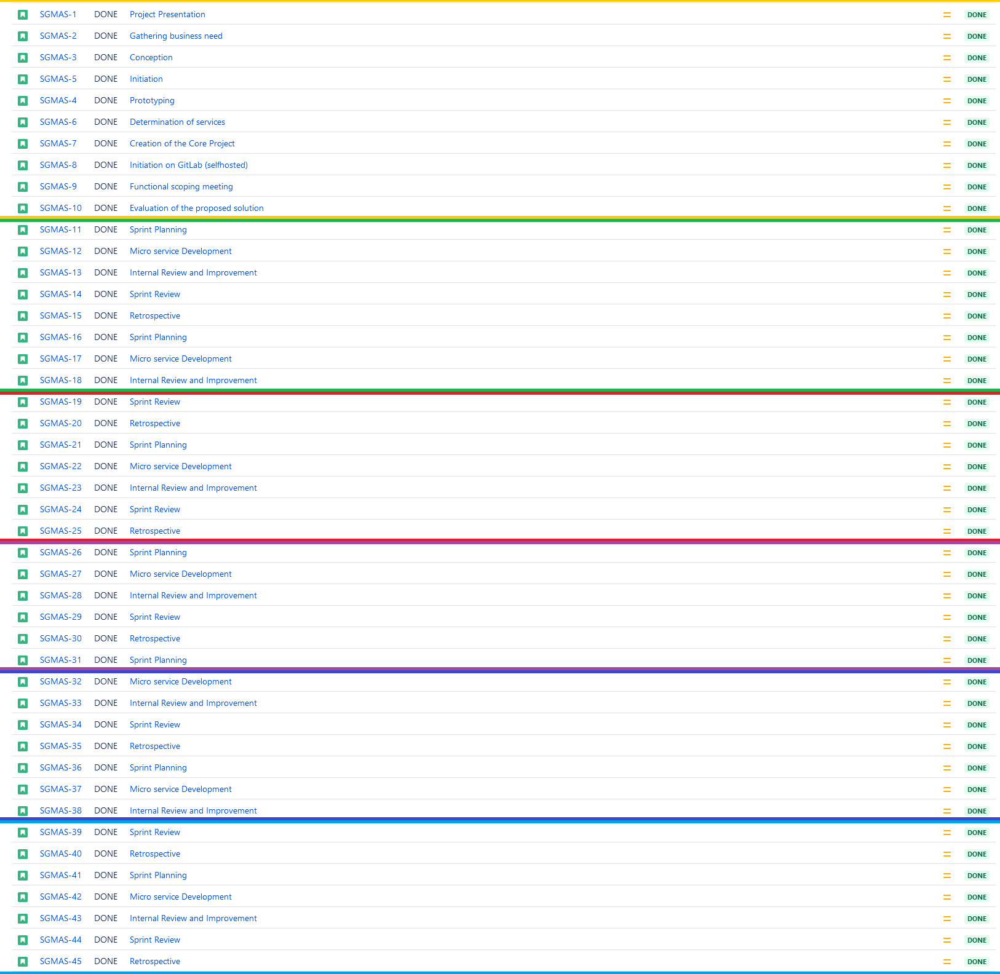 SGMAS-1 DONE Project Presentation DONE
SGMAS-2 DONE Gathering business need DONE
SGMAS-3 DONE Conception DONE
SGMAS-5 DONE Initiation DONE
SGMAS-4 DONE Prototyping DONE
SGMAS-6 DONE Determination of services DONE
SGMAS-7 DONE Creation of the Core Project DONE
SGMAS-8 DONE Initiation on GitLab (selfhosted) DONE
SGMAS-9 DONE Functional scoping meeting DONE
SGMAS-10 DONE Evaluation of the proposed solution DONE
SGMAS-11 DONE Sprint Planning DONE
SGMAS-12 DONE Micro service Development DONE
SGMAS-13 DONE Internal Review and Improvement DONE
SGMAS-14 DONE Sprint Review DONE
SGMAS-15 DONE Retrospective DONE
SGMAS-16 DONE Sprint Planning DONE
SGMAS-17 DONE Micro service Development DONE
SGMAS-18 DONE Internal Review and Improvement DONE
SGMAS-19 DONE Sprint Review DONE
SGMAS-20 DONE Retrospective DONE
SGMAS-21 DONE Sprint Planning DONE
SGMAS-22 DONE Micro service Development DONE
SGMAS-23 DONE Internal Review and Improvement DONE
SGMAS-24 DONE Sprint Review DONE
SGMAS-25 DONE Retrospective DONE
SGMAS-26 DONE Sprint Planning DONE
SGMAS-27 DONE Micro service Development DONE
SGMAS-28 DONE Internal Review and Improvement DONE
SGMAS-29 DONE Sprint Review DONE
SGMAS-30 DONE Retrospective DONE
SGMAS-31 DONE Sprint Planning DONE
SGMAS-32 DONE Micro service Development DONE
SGMAS-33 DONE Internal Review and Improvement DONE
SGMAS-34 DONE Sprint Review DONE
SGMAS-35 DONE Retrospective DONE
SGMAS-36 DONE Sprint Planning DONE
SGMAS-37 DONE Micro service Development DONE
SGMAS-38 DONE Internal Review and Improvement DONE
SGMAS-39 DONE Sprint Review DONE
SGMAS-40 DONE Retrospective DONE
SGMAS-41 DONE Sprint Planning DONE
SGMAS-42 DONE Micro service Development DONE
SGMAS-43 DONE Internal Review and Improvement DONE
SGMAS-44 DONE Sprint Review DONE
SGMAS-45 DONE Retrospective DONE